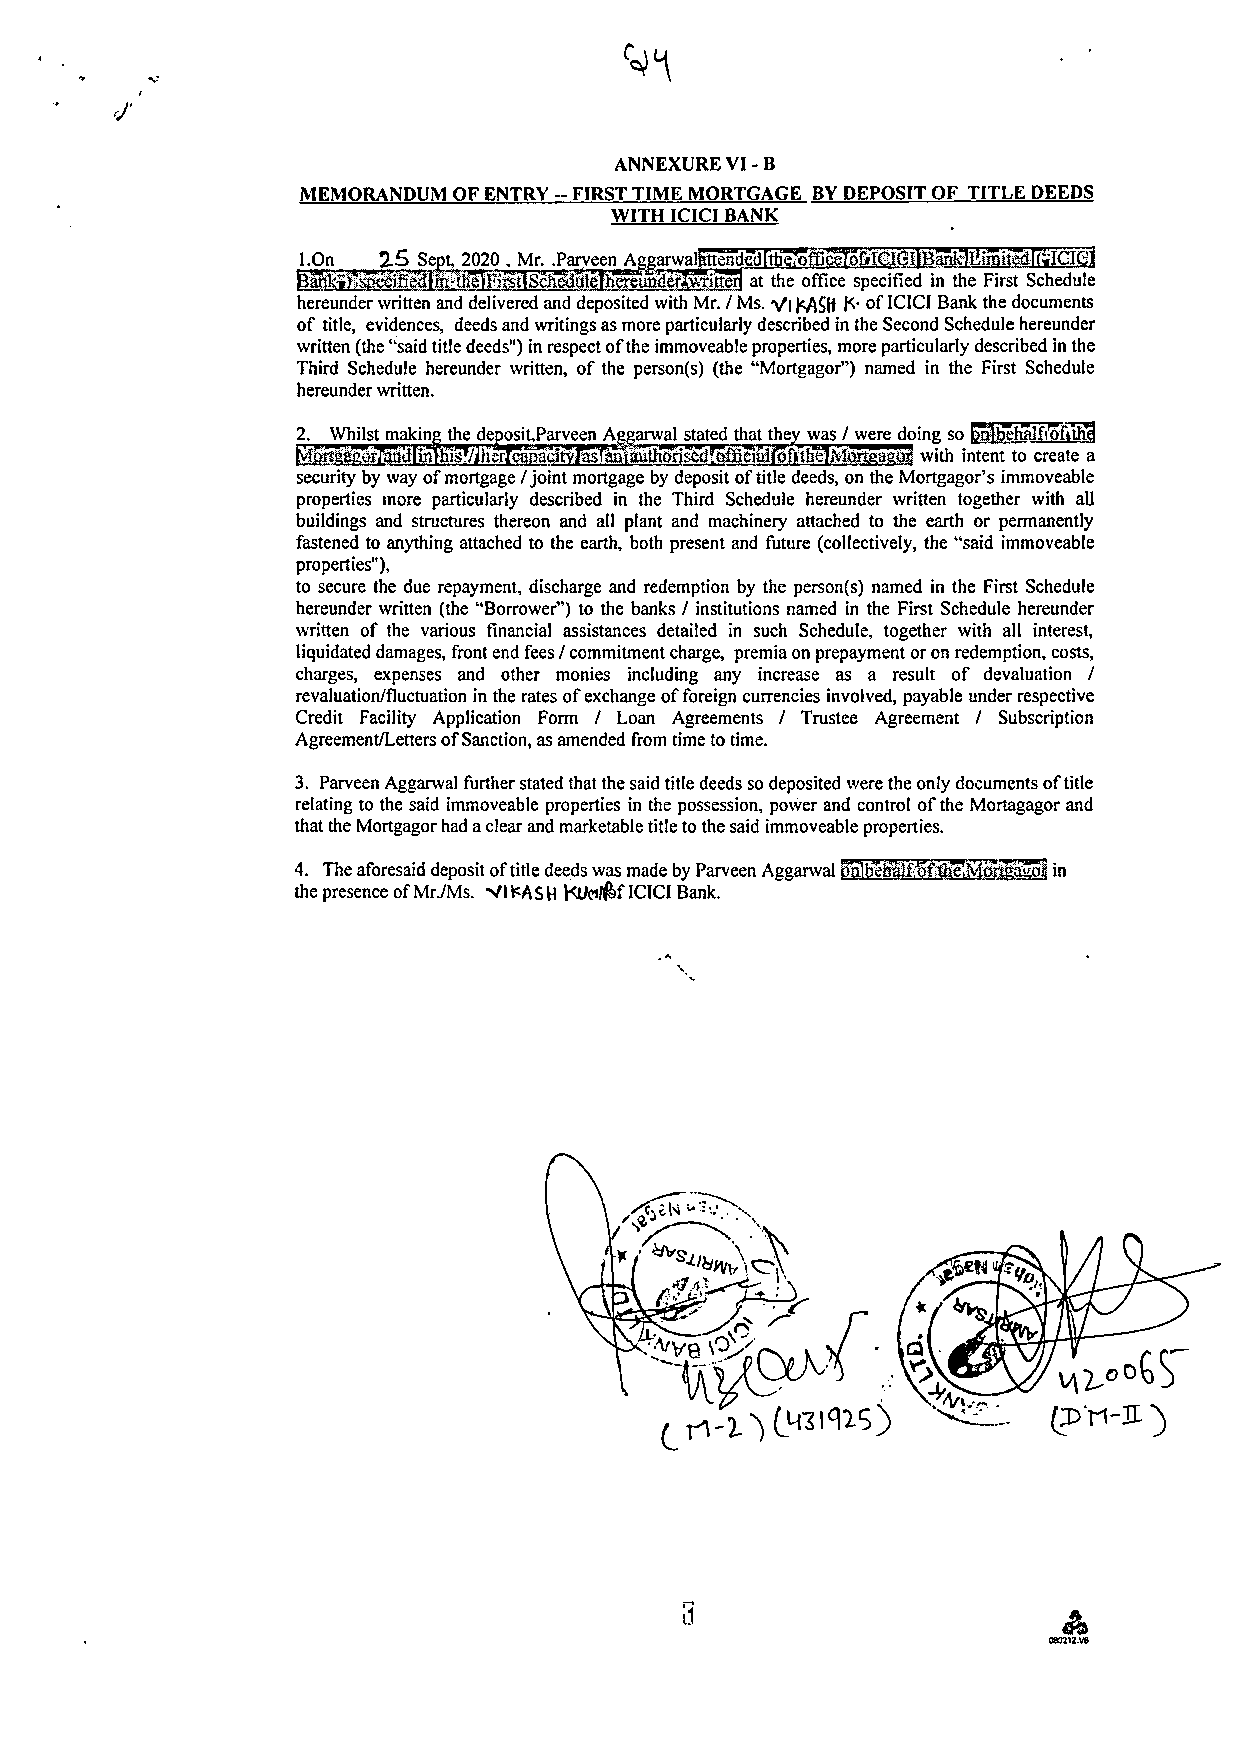 24
ANNEXURE VI - B
MEMORANDUM OF ENTRY – FIRST TIME MORTGAGE BY DEPOSIT OF TITLE DEEDS
WITH ICICI BANK
1.On 25 Sept, 2020 , Mr. .Parveen Aggarwal attended the office of ICICI Bank Limited ("ICICI
Bank") specified in the First Schedule hereunder written at the office specified in the First Schedule
hereunder written and delivered and deposited with Mr. / Ms. VIKASH K. of ICICI Bank the documents
of title, evidences, deeds and writings as more particularly described in the Second Schedule hereunder
written (the “said title deeds") in respect of the immoveable properties, more particularly described in the
Third Schedule hereunder written, of the person(s) (the “Mortgagor”) named in the First Schedule
hereunder written.
2. Whilst making the deposit,Parveen Aggarwal stated that they was / were doing so on behalf of the
Mortgagor and in his / her capacity as an authorised official of the Mortgagor with intent to create a
security by way of mortgage / joint mortgage by deposit of title deeds, on the Mortgagor’s immoveable
properties more particularly described in the Third Schedule hereunder written together with all
buildings and structures thereon and all plant and machinery attached to the earth or permanently
fastened to anything attached to the earth, both present and future (collectively, the “said immoveable
properties"),
to secure the due repayment, discharge and redemption by the person(s) named in the First Schedule
hereunder written (the “Borrower”) to the banks / institutions named in the First Schedule hereunder
written of the various financial assistances detailed in such Schedule, together with all interest,
liquidated damages, front end fees / commitment charge, premia on prepayment or on redemption, costs,
charges, expenses and other monies including any increase as a result of devaluation /
revaluation/fluctuation in the rates of exchange of foreign currencies involved, payable under respective
Credit Facility Application Form / Loan Agreements / Trustee Agreement / Subscription
Agreement/Letters of Sanction, as amended from time to time.
3. Parveen Aggarwal further stated that the said title deeds so deposited were the only documents of title
relating to the said immoveable properties in the possession, power and control of the Mortagagor and
that the Mortgagor had a clear and marketable title to the said immoveable properties.
4. The aforesaid deposit of title deeds was made by Parveen Aggarwal on behalf of the Mortgagor in
the presence of Mr./Ms. VIKASH KUMAR of ICICI Bank.
Nagar
AMRITSAR
ICICI BANK
Nagar
AMRITSAR
BANK LTD.
420065
(M-2) (431925)
(DM-II)
1
080212.V6